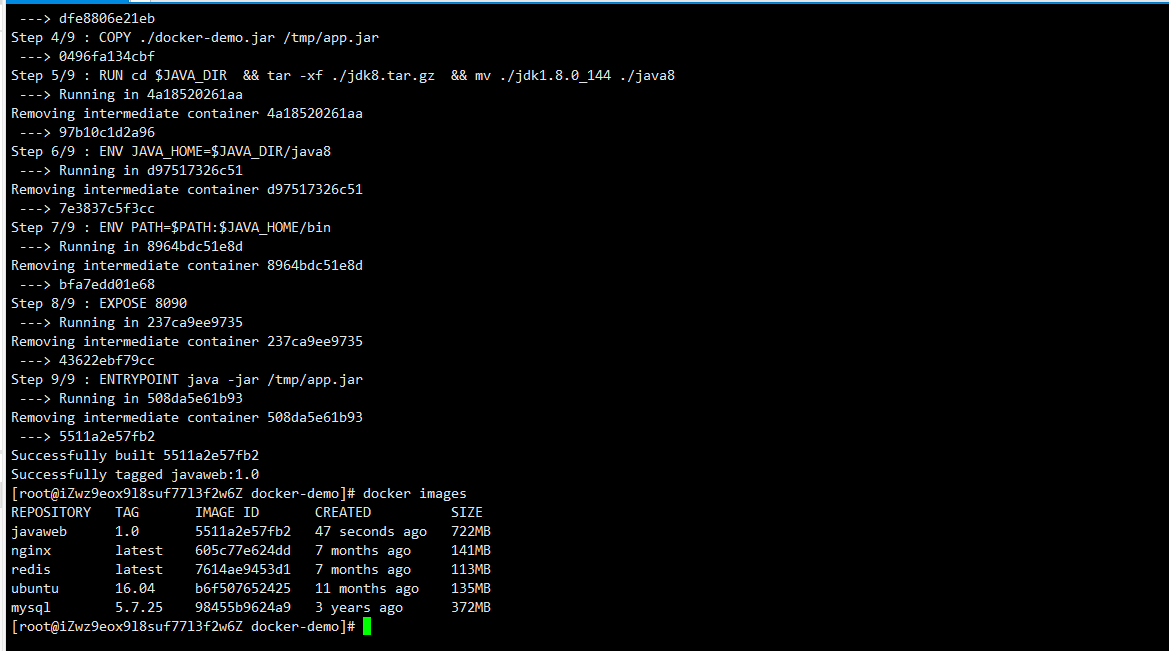 ---> dfe8806e21eb
Step 4/9 : COPY ./docker-demo.jar /tmp/app.jar
---> 0496fa134cbf
Step 5/9 : RUN cd $JAVA_DIR  && tar -xf ./jdk8.tar.gz  && mv ./jdk1.8.0_144 ./java8
---> Running in 4a18520261aa
Removing intermediate container 4a18520261aa
---> 97b10c1d2a96
Step 6/9 : ENV JAVA_HOME=$JAVA_DIR/java8
---> Running in d97517326c51
Removing intermediate container d97517326c51
---> 7e3837c5f3cc
Step 7/9 : ENV PATH=$PATH:$JAVA_HOME/bin
---> Running in 8964bdc51e8d
Removing intermediate container 8964bdc51e8d
---> bfa7edd01e68
Step 8/9 : EXPOSE 8090
---> Running in 237ca9ee9735
Removing intermediate container 237ca9ee9735
---> 43622ebf79cc
Step 9/9 : ENTRYPOINT java -jar /tmp/app.jar
---> Running in 508da5e61b93
Removing intermediate container 508da5e61b93
---> 5511a2e57fb2
Successfully built 5511a2e57fb2
Successfully tagged javaweb:1.0
[root@iZwz9eox9l8suf77l3f2w6Z docker-demo]# docker images
REPOSITORY   TAG       IMAGE ID       CREATED          SIZE
javaweb      1.0       5511a2e57fb2   47 seconds ago   722MB
nginx        latest    605c77e624dd   7 months ago     141MB
redis        latest    7614ae9453d1   7 months ago     113MB
ubuntu       16.04     b6f507652425   11 months ago    135MB
mysql        5.7.25    98455b9624a9   3 years ago      372MB
[root@iZwz9eox9l8suf77l3f2w6Z docker-demo]#